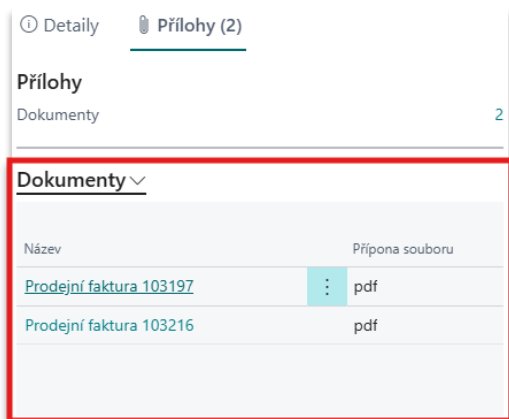 Detaily Přílohy (2)
Přílohy
Dokumenty 2
Dokumenty
Název Přípona souboru
Prodejní faktura 103197 pdf
Prodejní faktura 103216 pdf